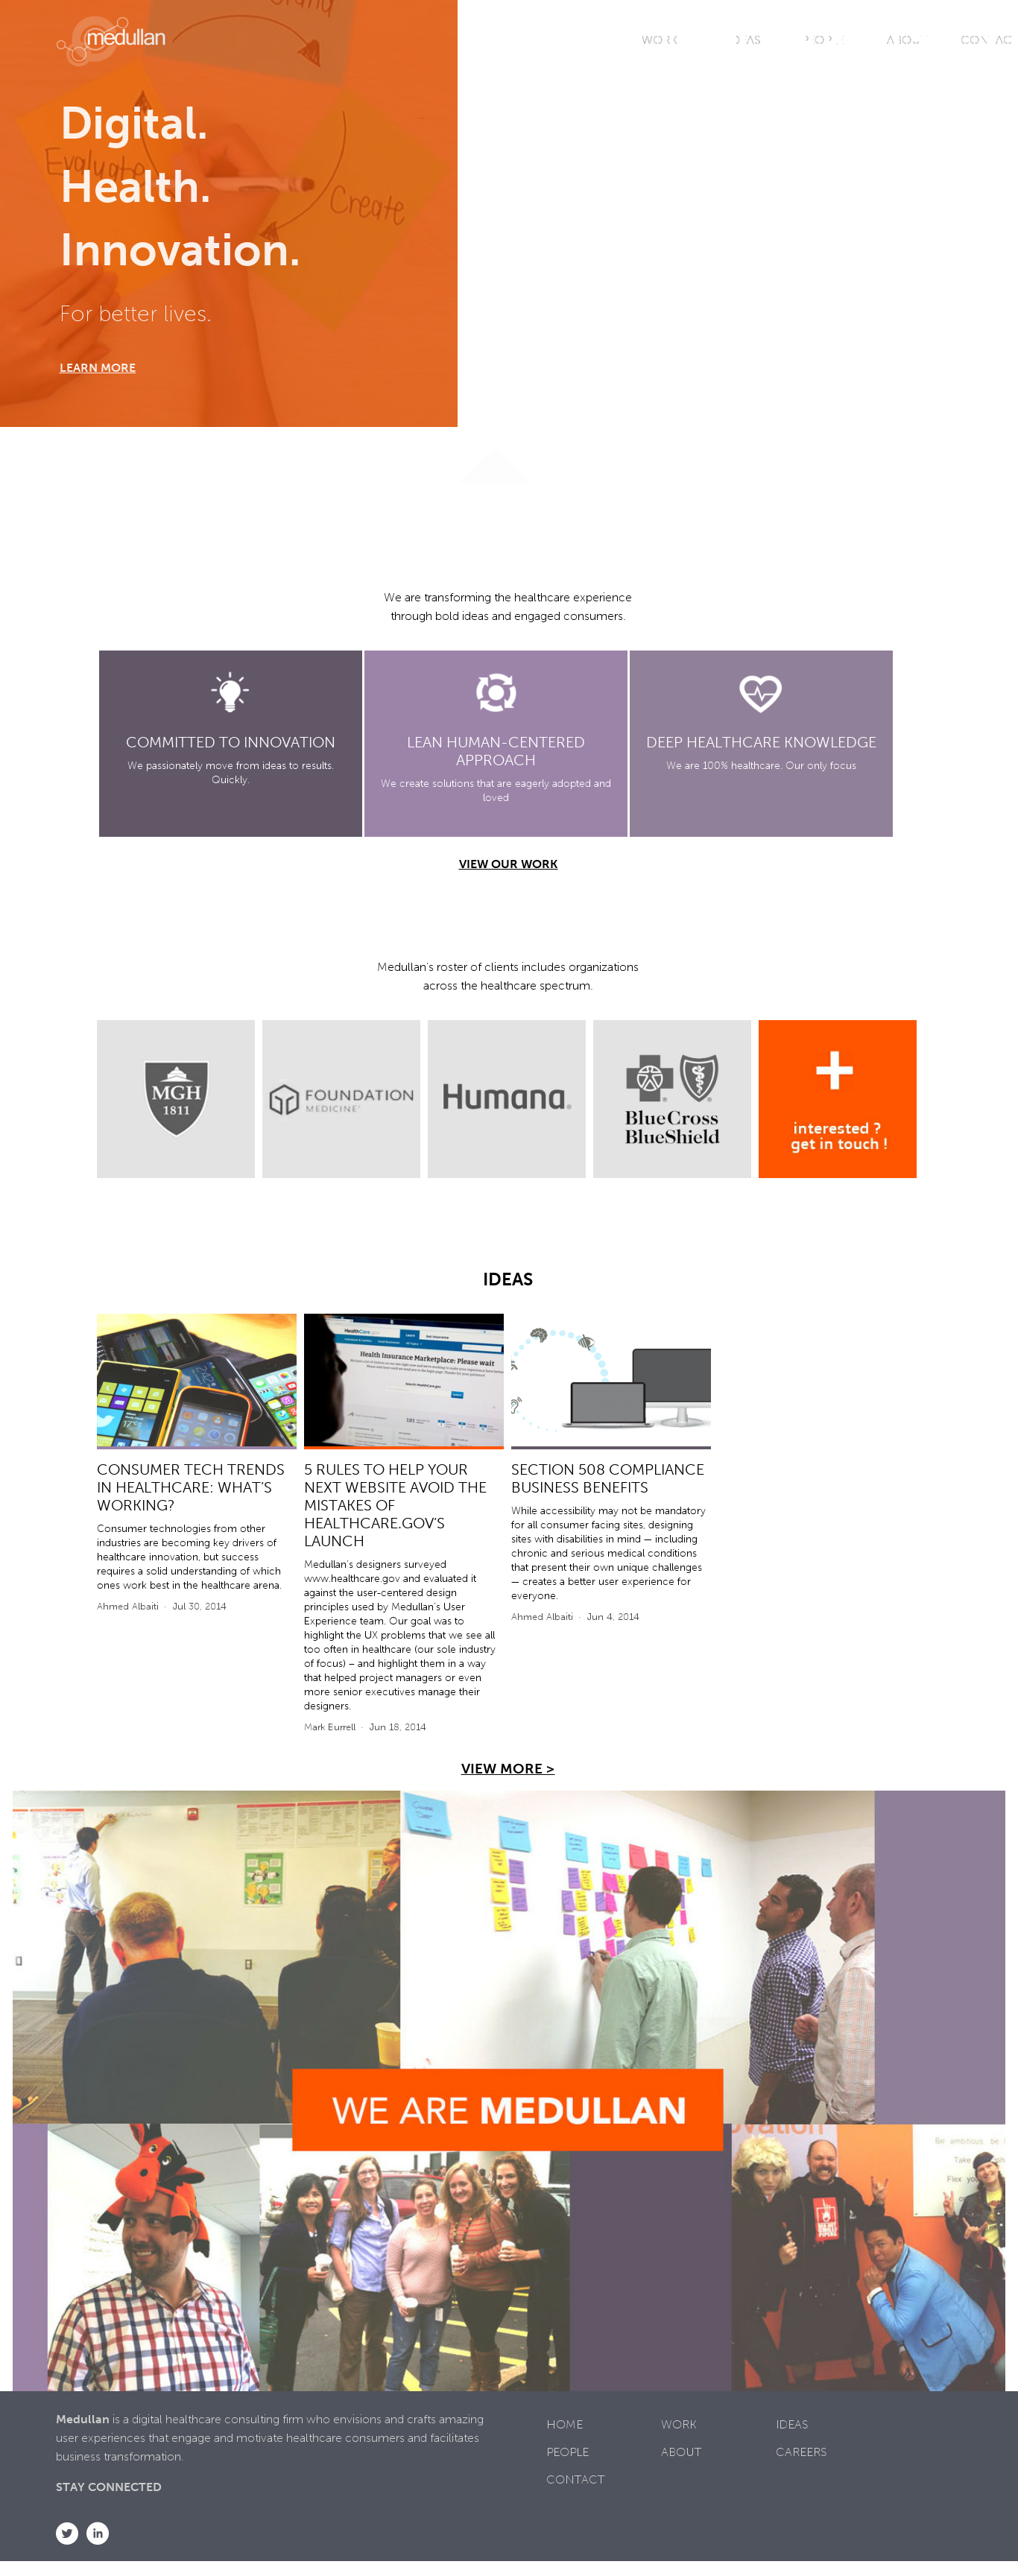 medullan
WORK
ABOUT
CONTAC
Digital.
Health.
Innovation.
Evaluate
Create
For better lives.
LEARN MORE
We are transforming the healthcare experience
through bold ideas and engaged consumers.
COMMITTED TO INNOVATION
We passionately move from ideas to results.
Quickly.
LEAN HUMAN-CENTERED
APPROACH
We create solutions that are eagerly adopted and
loved
DEEP HEALTHCARE KNOWLEDGE
We are 100% healthcare. Our only focus
VIEW OUR WORK
Medullan's roster of clients includes organizations
across the healthcare spectrum.
MGH
1811
FOUNDATION
MEDICINE
Humana
BlueCross
BlueShield
+
interested ?
get in touch !
IDEAS
HealthCare.gov
Health Insurance Marketplace: Please wait
CONSUMER TECH TRENDS
IN HEALTHCARE: WHAT'S
WORKING?
Consumer technologies from other
industries are becoming key drivers of
healthcare innovation, but success
requires a solid understanding of which
ones work best in the healthcare arena.
Ahmed Albaiti · Jul 30, 2014
5 RULES TO HELP YOUR
NEXT WEBSITE AVOID THE
MISTAKES OF
HEALTHCARE.GOV'S
LAUNCH
Medullan's designers surveyed
www.healthcare.gov and evaluated it
against the user-centered design
principles used by Medullan's User
Experience team. Our goal was to
highlight the UX problems that we see all
too often in healthcare (our sole industry
of focus) – and highlight them in a way
that helped project managers or even
more senior executives manage their
designers.
Mark Eurrell · Jun 18, 2014
SECTION 508 COMPLIANCE
BUSINESS BENEFITS
While accessibility may not be mandatory
for all consumer facing sites, designing
sites with disabilities in mind — including
chronic and serious medical conditions
that present their own unique challenges
— creates a better user experience for
everyone.
Ahmed Albaiti · Jun 4, 2014
VIEW MORE >
WE ARE MEDULLAN
Medullan is a digital healthcare consulting firm who envisions and crafts amazing
user experiences that engage and motivate healthcare consumers and facilitates
business transformation.
STAY CONNECTED
HOME
WORK
IDEAS
PEOPLE
ABOUT
CAREERS
CONTACT